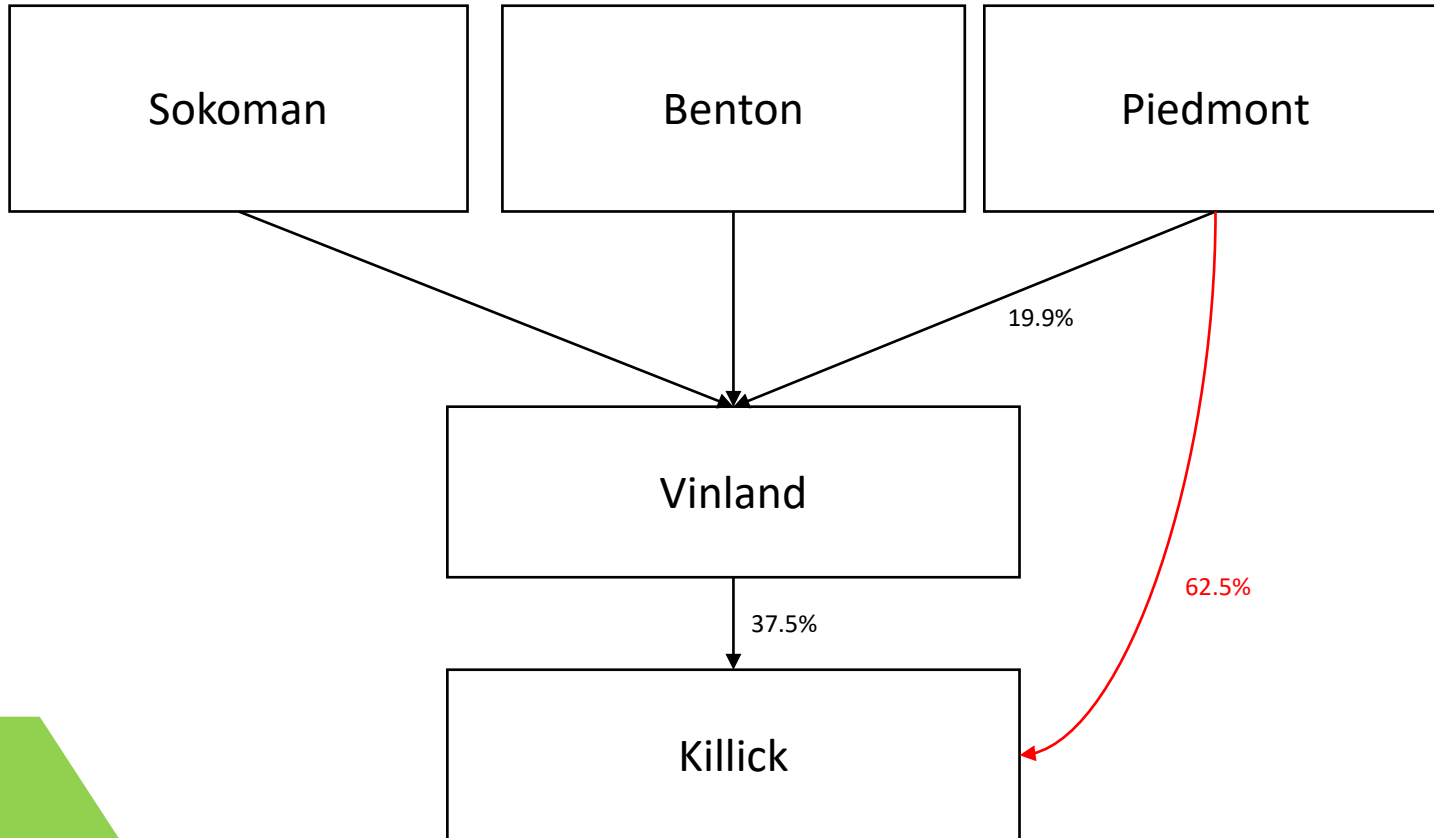 Sokoman
Benton
Piedmont
19.9%
Vinland
62.5%
37.5%
Killick